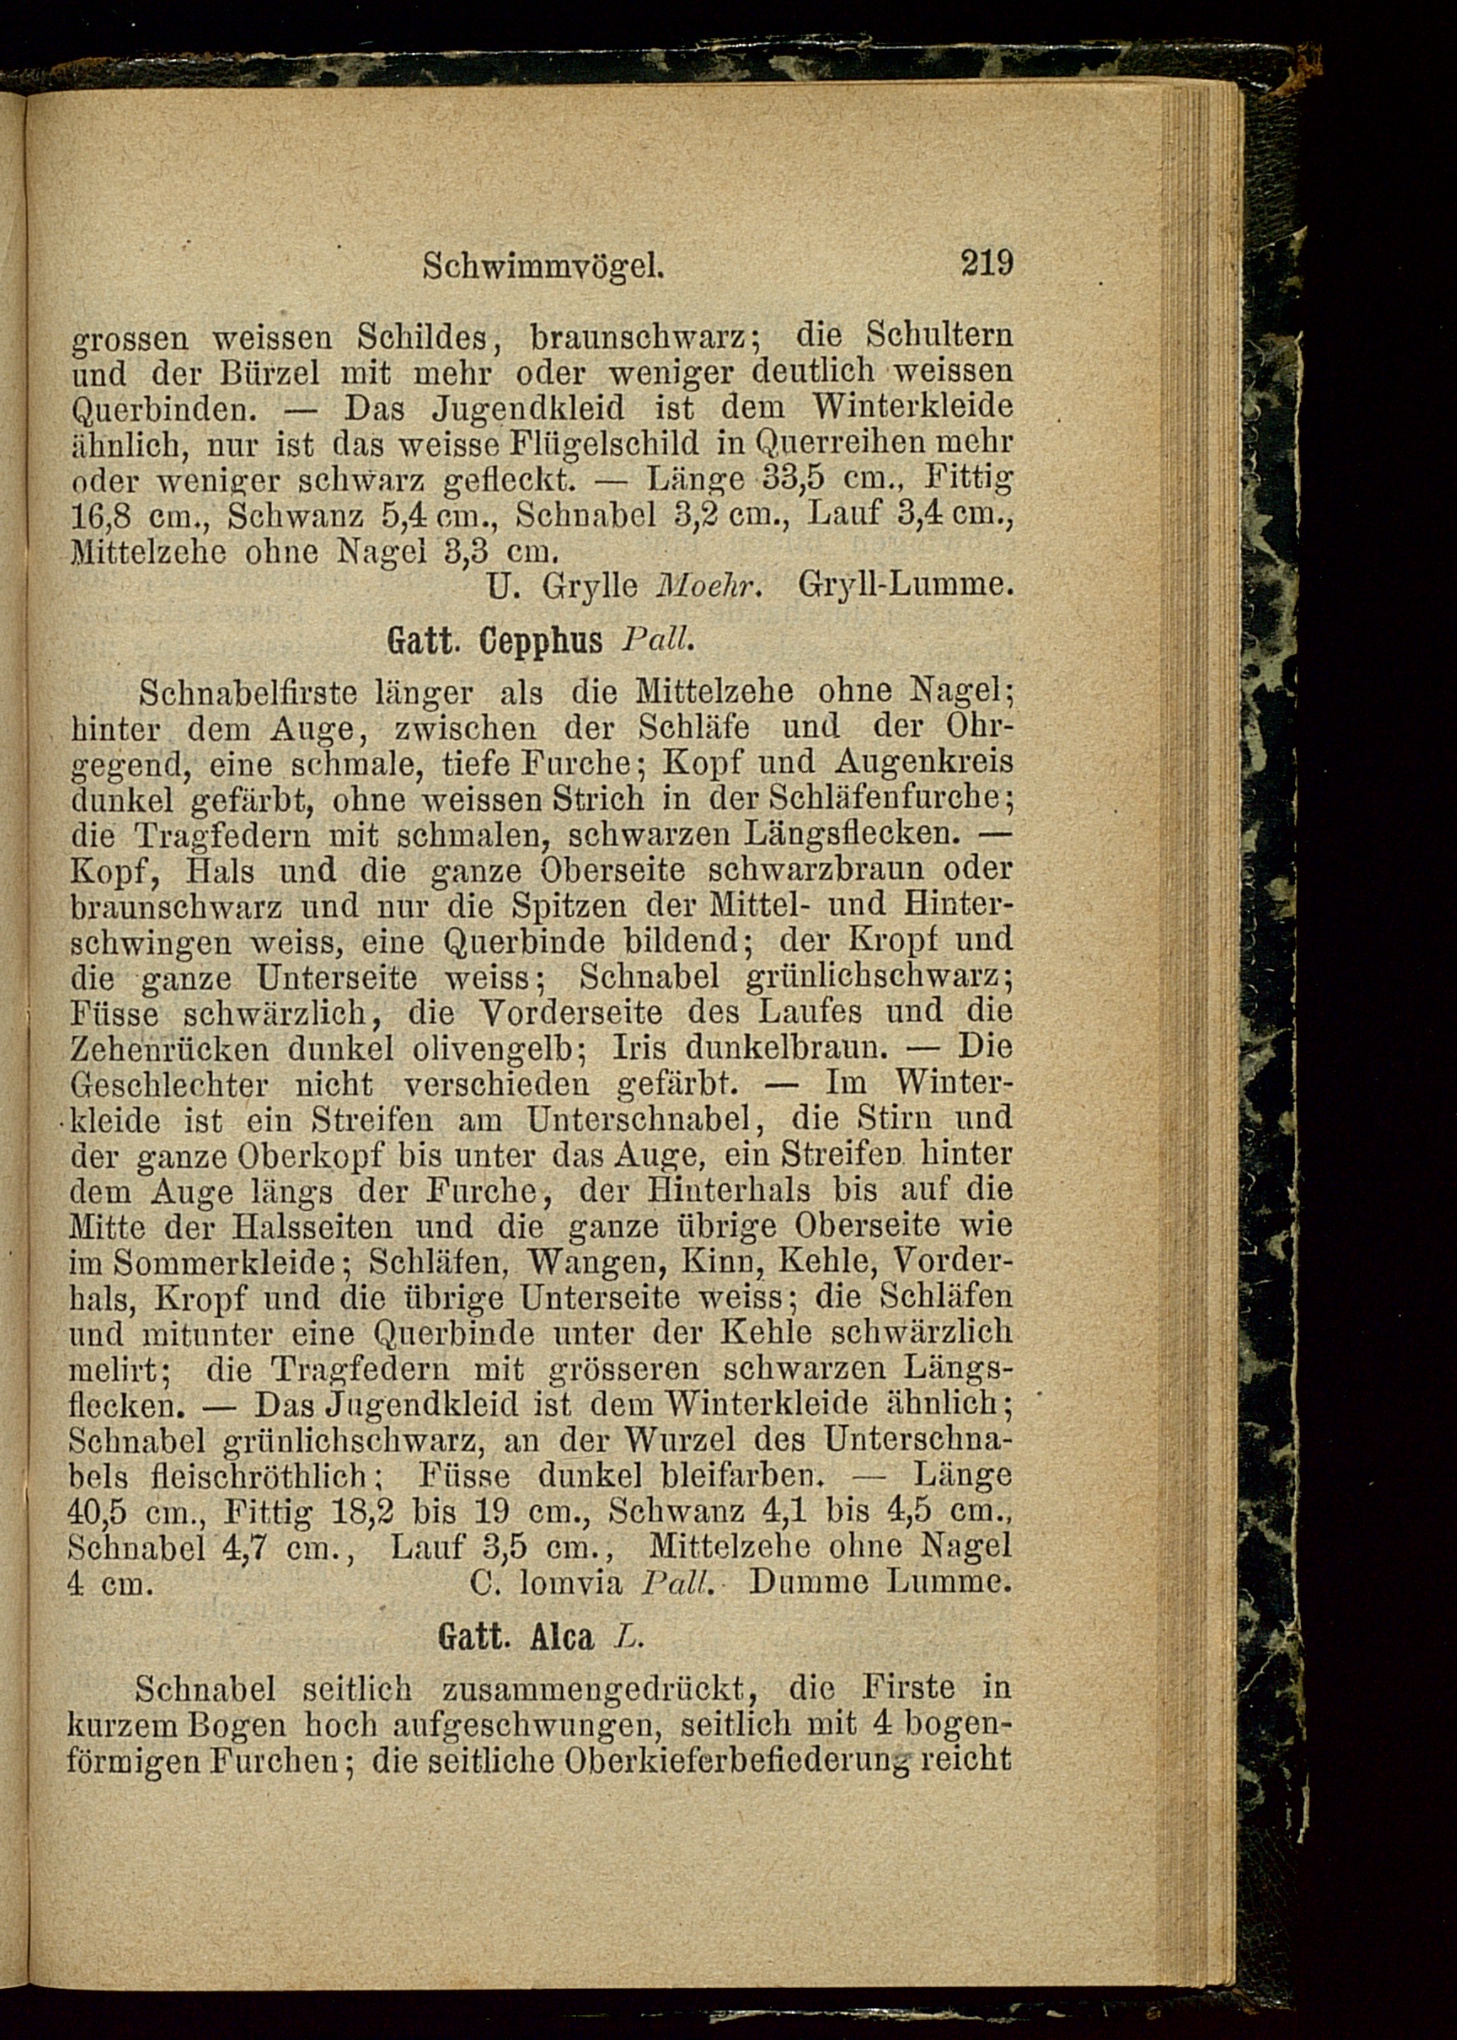 Schwimmvögel. 219
grossen weissen Schildes, braunschwarz; die Schultern
und der Bürzel mit mehr oder weniger deutlich weissen
Querbinden. — Das Jugendkleid ist dem Winterkleide
ähnlich, nur ist das weisse Flügelschild in Querreihen mehr
oder weniger schwarz gefleckt. — Länge 33,5 cm., Fittig
16,8 cm., Schwanz 5,4 cm., Schnabel 3,2 cm., Lauf 3,4 cm.,
Mittelzehe ohne Nagel 3,3 cm.
U. Grylle Moehr. Gryll-Lumme.
Gatt. Cepphus Pall.
Schnabelfirste länger als die Mittelzehe ohne Nagel;
hinter dem Auge, zwischen der Schläfe und der Ohr-
gegend, eine schmale, tiefe Furche; Kopf und Augenkreis
dunkel gefärbt, ohne weissen Strich in der Schläfenfurche;
die Tragfedern mit schmalen, schwarzen Längsflecken. —
Kopf, Hals und die ganze Oberseite schwarzbraun oder
braunschwarz und nur die Spitzen der Mittel- und Hinter-
schwingen weiss, eine Querbinde bildend; der Kropf und
die ganze Unterseite weiss; Schnabel grünlichschwarz;
Füsse schwärzlich, die Vorderseite des Laufes und die
Zehenrücken dunkel olivengelb; Iris dunkelbraun. — Die
Geschlechter nicht verschieden gefärbt. — Im Winter-
kleide ist ein Streifen am Unterschnabel, die Stirn und
der ganze Oberkopf bis unter das Auge, ein Streifen hinter
dem Auge längs der Furche, der Hinterhals bis auf die
Mitte der Halsseiten und die ganze übrige Oberseite wie
im Sommerkleide; Schläfen, Wangen, Kinn, Kehle, Vorder-
hals, Kropf und die übrige Unterseite weiss; die Schläfen
und mitunter eine Querbinde unter der Kehle schwärzlich
melirt; die Tragfedern mit grösseren schwarzen Längs-
flecken. — Das Jugendkleid ist dem Winterkleide ähnlich;
Schnabel grünlichschwarz, an der Wurzel des Unterschna-
bels fleischröthlich; Füsse dunkel bleifarben. — Länge
40,5 cm., Fittig 18,2 bis 19 cm., Schwanz 4,1 bis 4,5 cm.,
Schnabel 4,7 cm., Lauf 3,5 cm., Mittelzehe ohne Nagel
4 cm. C. lomvia Pall. Dumme Lumme.
Gatt. Alca L.
Schnabel seitlich zusammengedrückt, die Firste in
kurzem Bogen hoch aufgeschwungen, seitlich mit 4 bogen-
förmigen Furchen; die seitliche Oberkieferbefiederung reicht